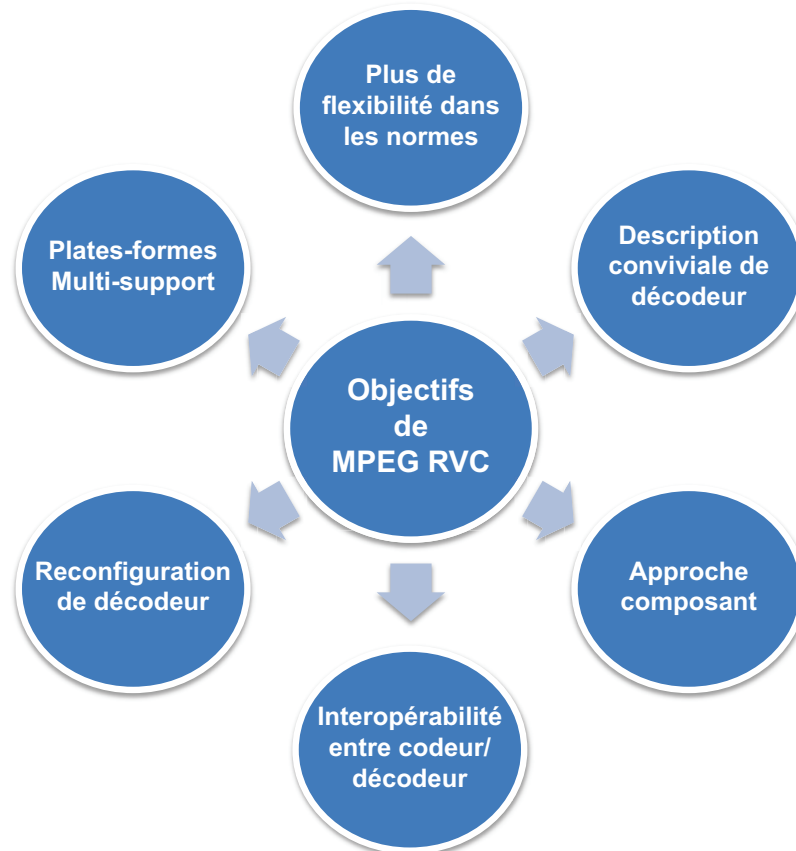 Plus de
flexibilité dans
les normes
Description
conviviale de
décodeur
Approche
composant
Interopérabilité
entre codeur/
décodeur
Reconfiguration
de décodeur
Plates-formes
Multi-support
Objectifs
de
MPEG RVC